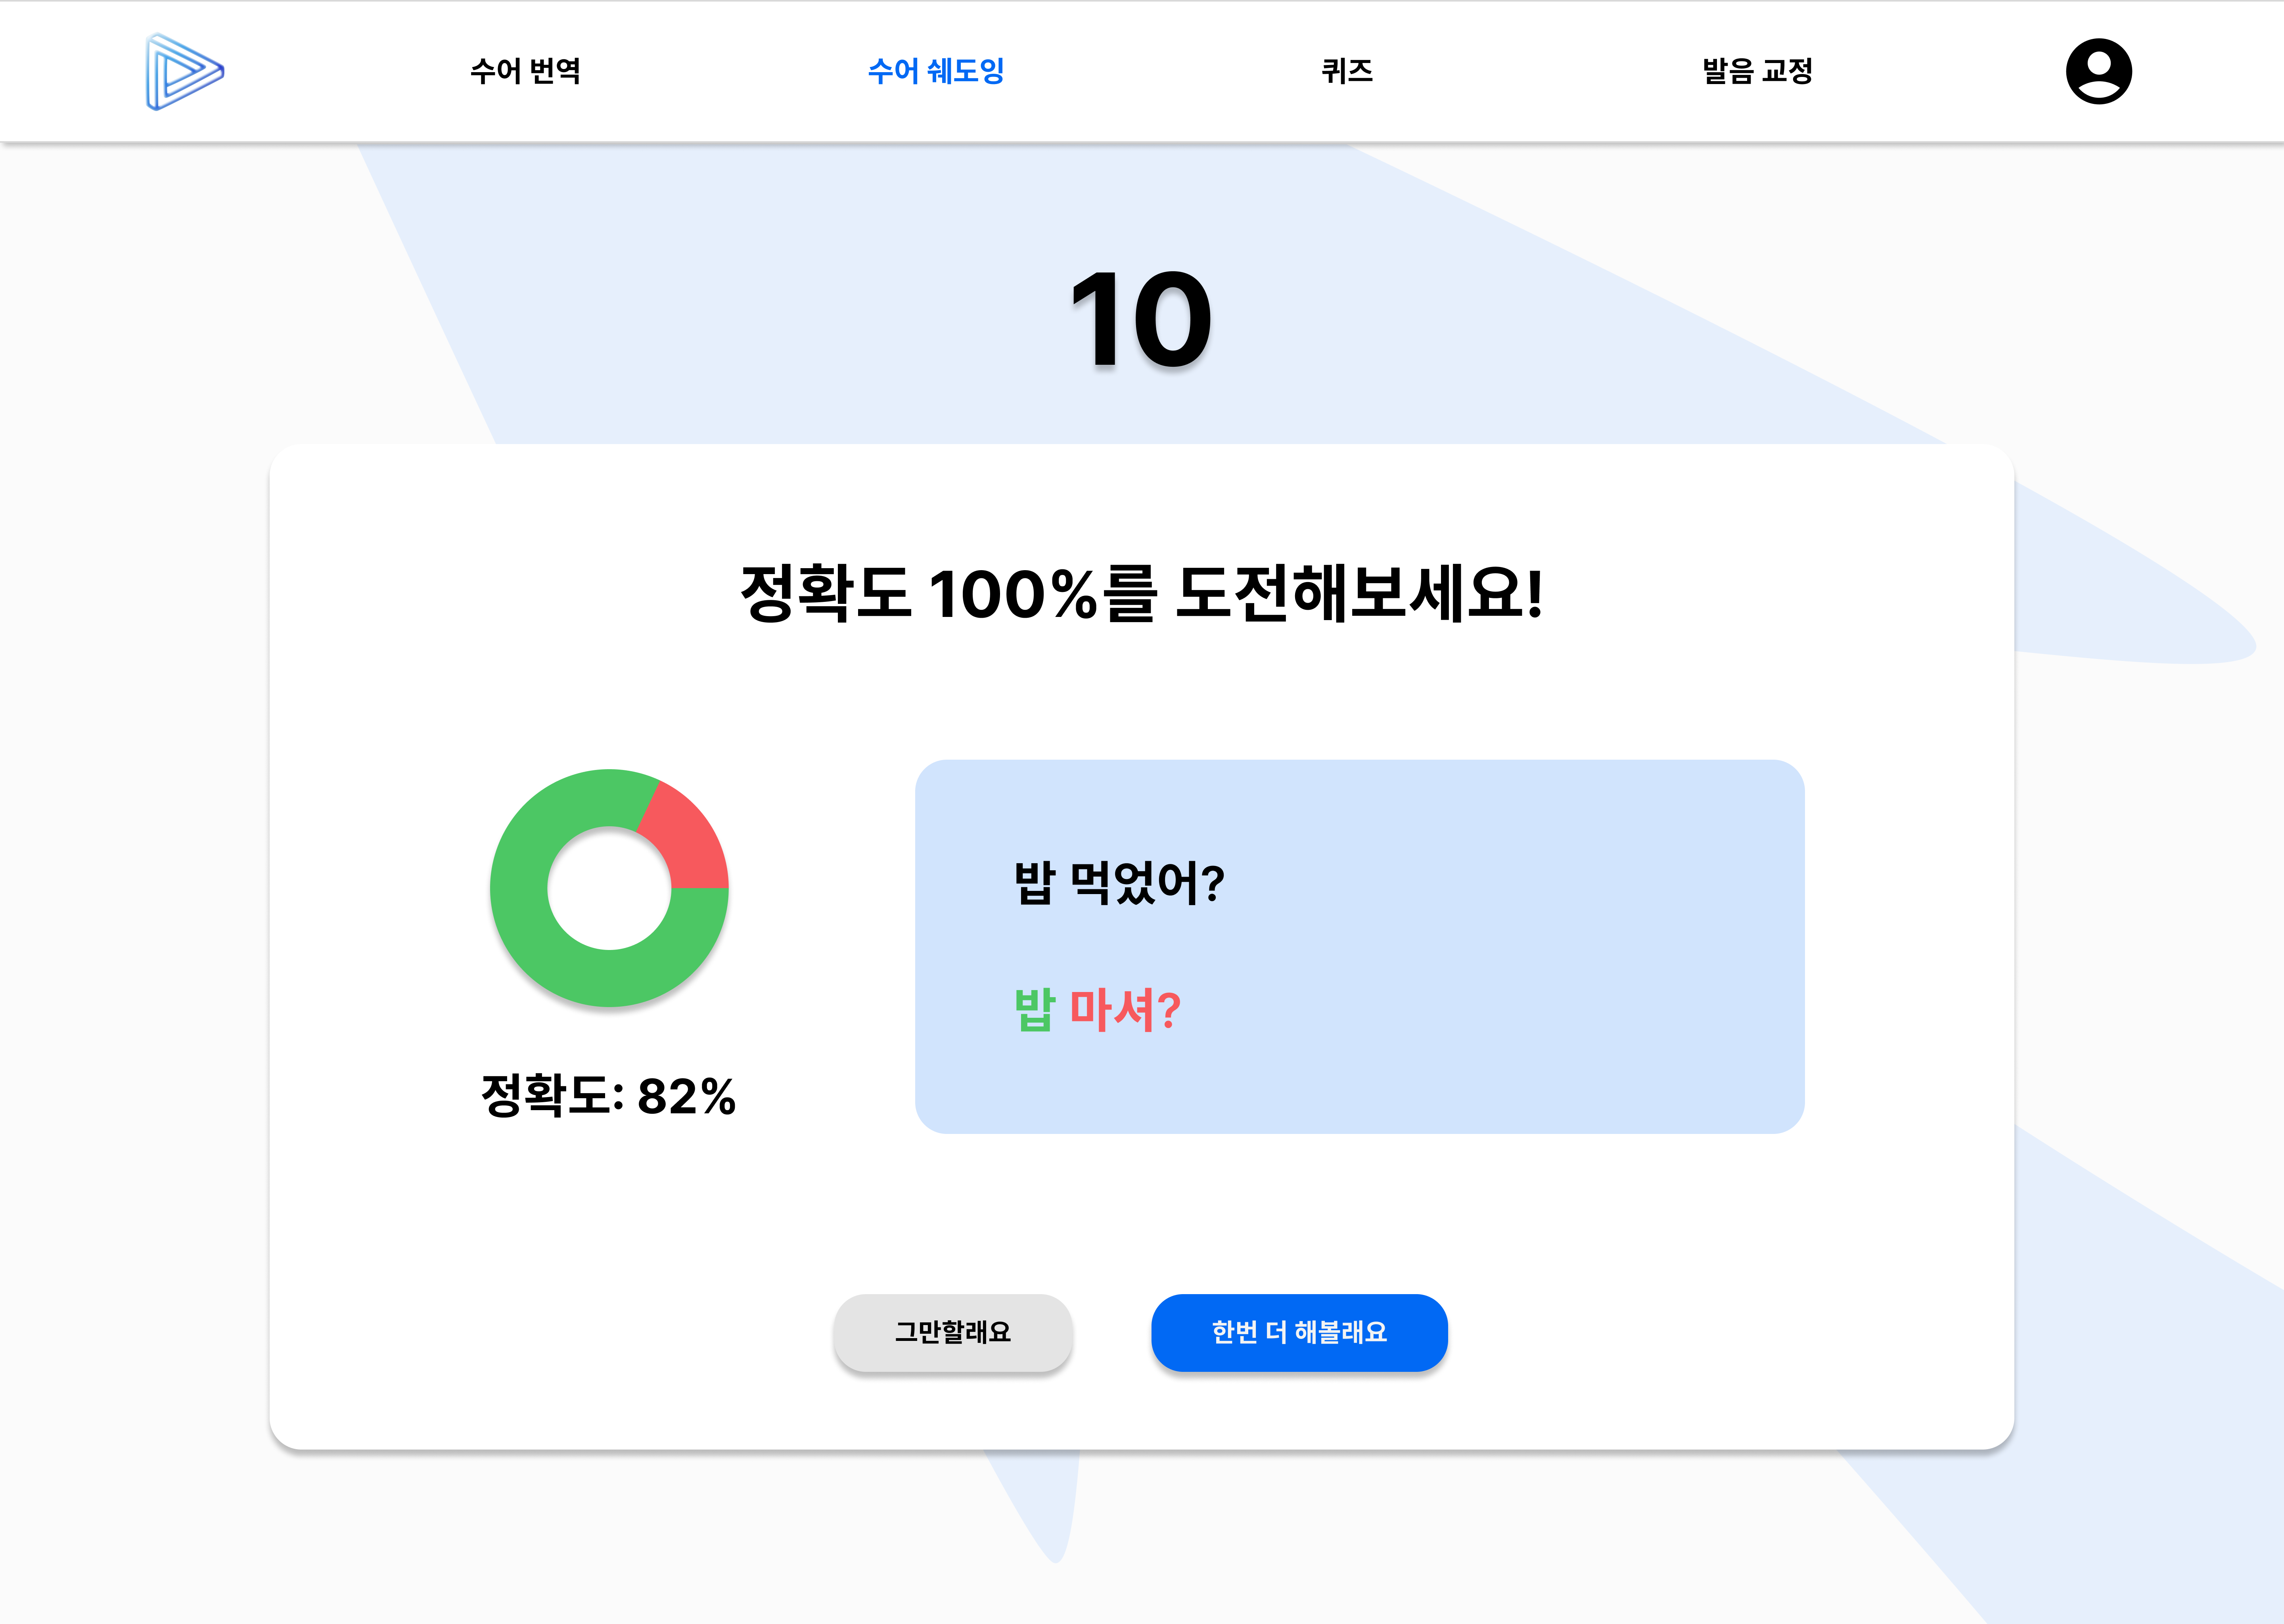 수어 번역
수어 쉐도잉
퀴즈
발음 교정
10
정확도 100%를 도전해보세요!
밥 먹었어?
밥 마셔?
정확도: 82%
그만할래요
한번 더 해볼래요